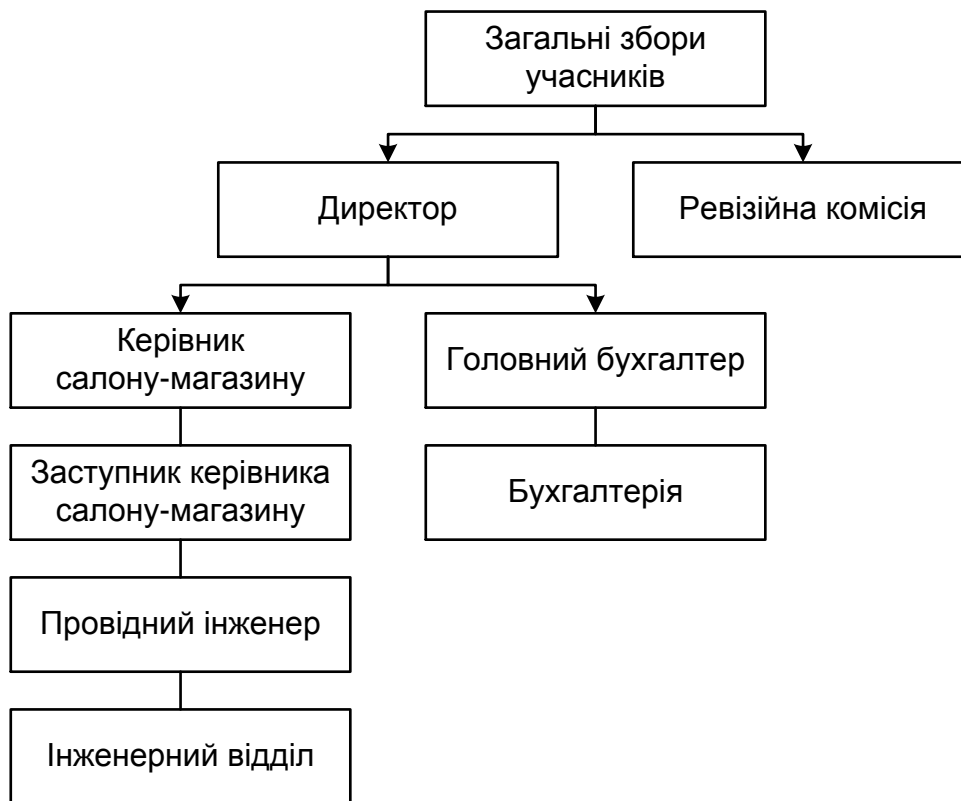 Загальні збори
учасників
Директор
Ревізійна комісія
Керівник
салону-магазину
Головний бухгалтер
Заступник керівника
салону-магазину
Бухгалтерія
Провідний інженер
Інженерний відділ